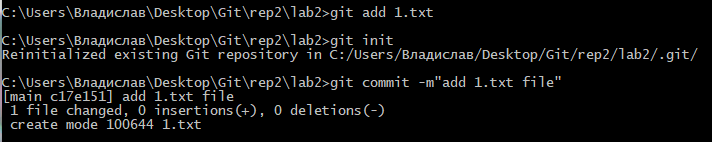 C:\Users\Владислав\Desktop\Git\rep2\lab2>git add 1.txt
C:\Users\Владислав\Desktop\Git\rep2\lab2>git init
Reinitialized existing Git repository in C:/Users/Владислав/Desktop/Git/rep2/lab2/.git/
C:\Users\Владислав\Desktop\Git\rep2\lab2>git commit -m"add 1.txt file"
[main c17e151] add 1.txt file
 1 file changed, 0 insertions(+), 0 deletions(-)
 create mode 100644 1.txt